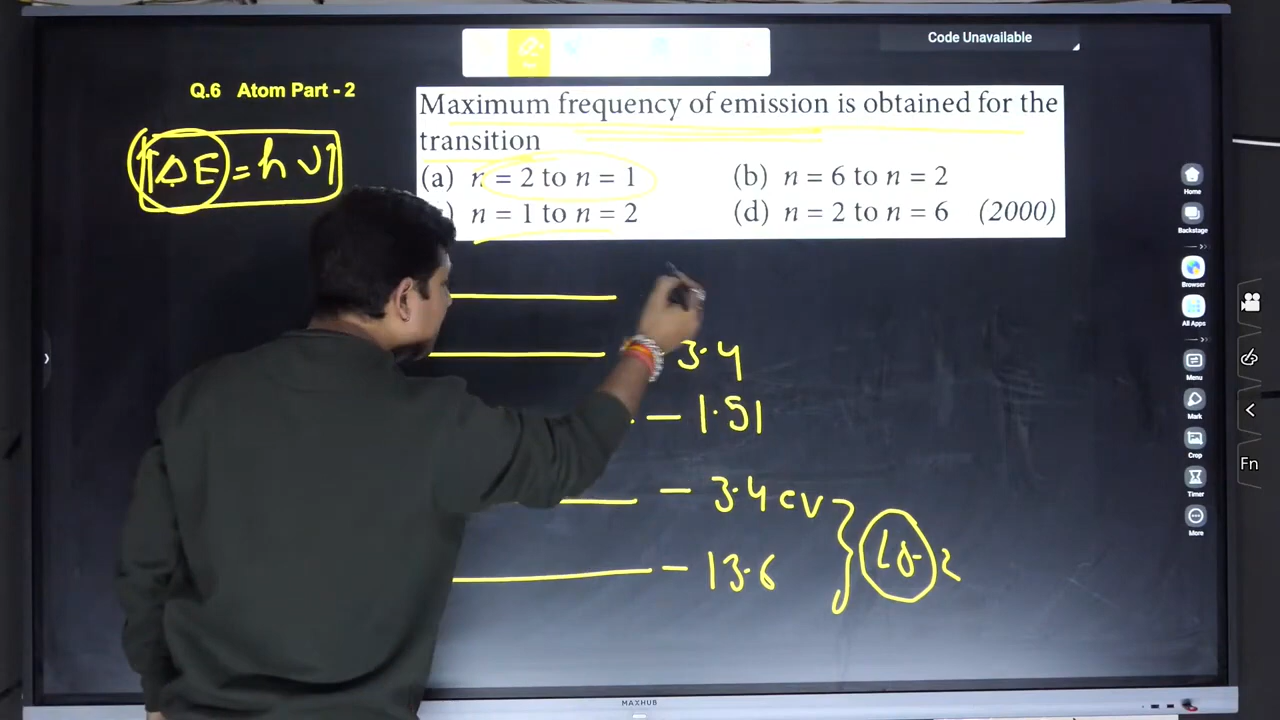 Code Unavailable
Q.6 Atom Part - 2
Maximum frequency of emission is obtained for the
transition
(a) n = 2 to n = 1 (b) n = 6 to n = 2
) n = 1 to n = 2 (d) n = 2 to n = 6 (2000)
↑↑ΔE = hν↑
3.4
- 1.51
- 3.4 eV
- 13.6
10.2
Home
Backstage
Browser
All Apps
Menu
Mark
Crop
Timer
More
Fn
MAXHUB